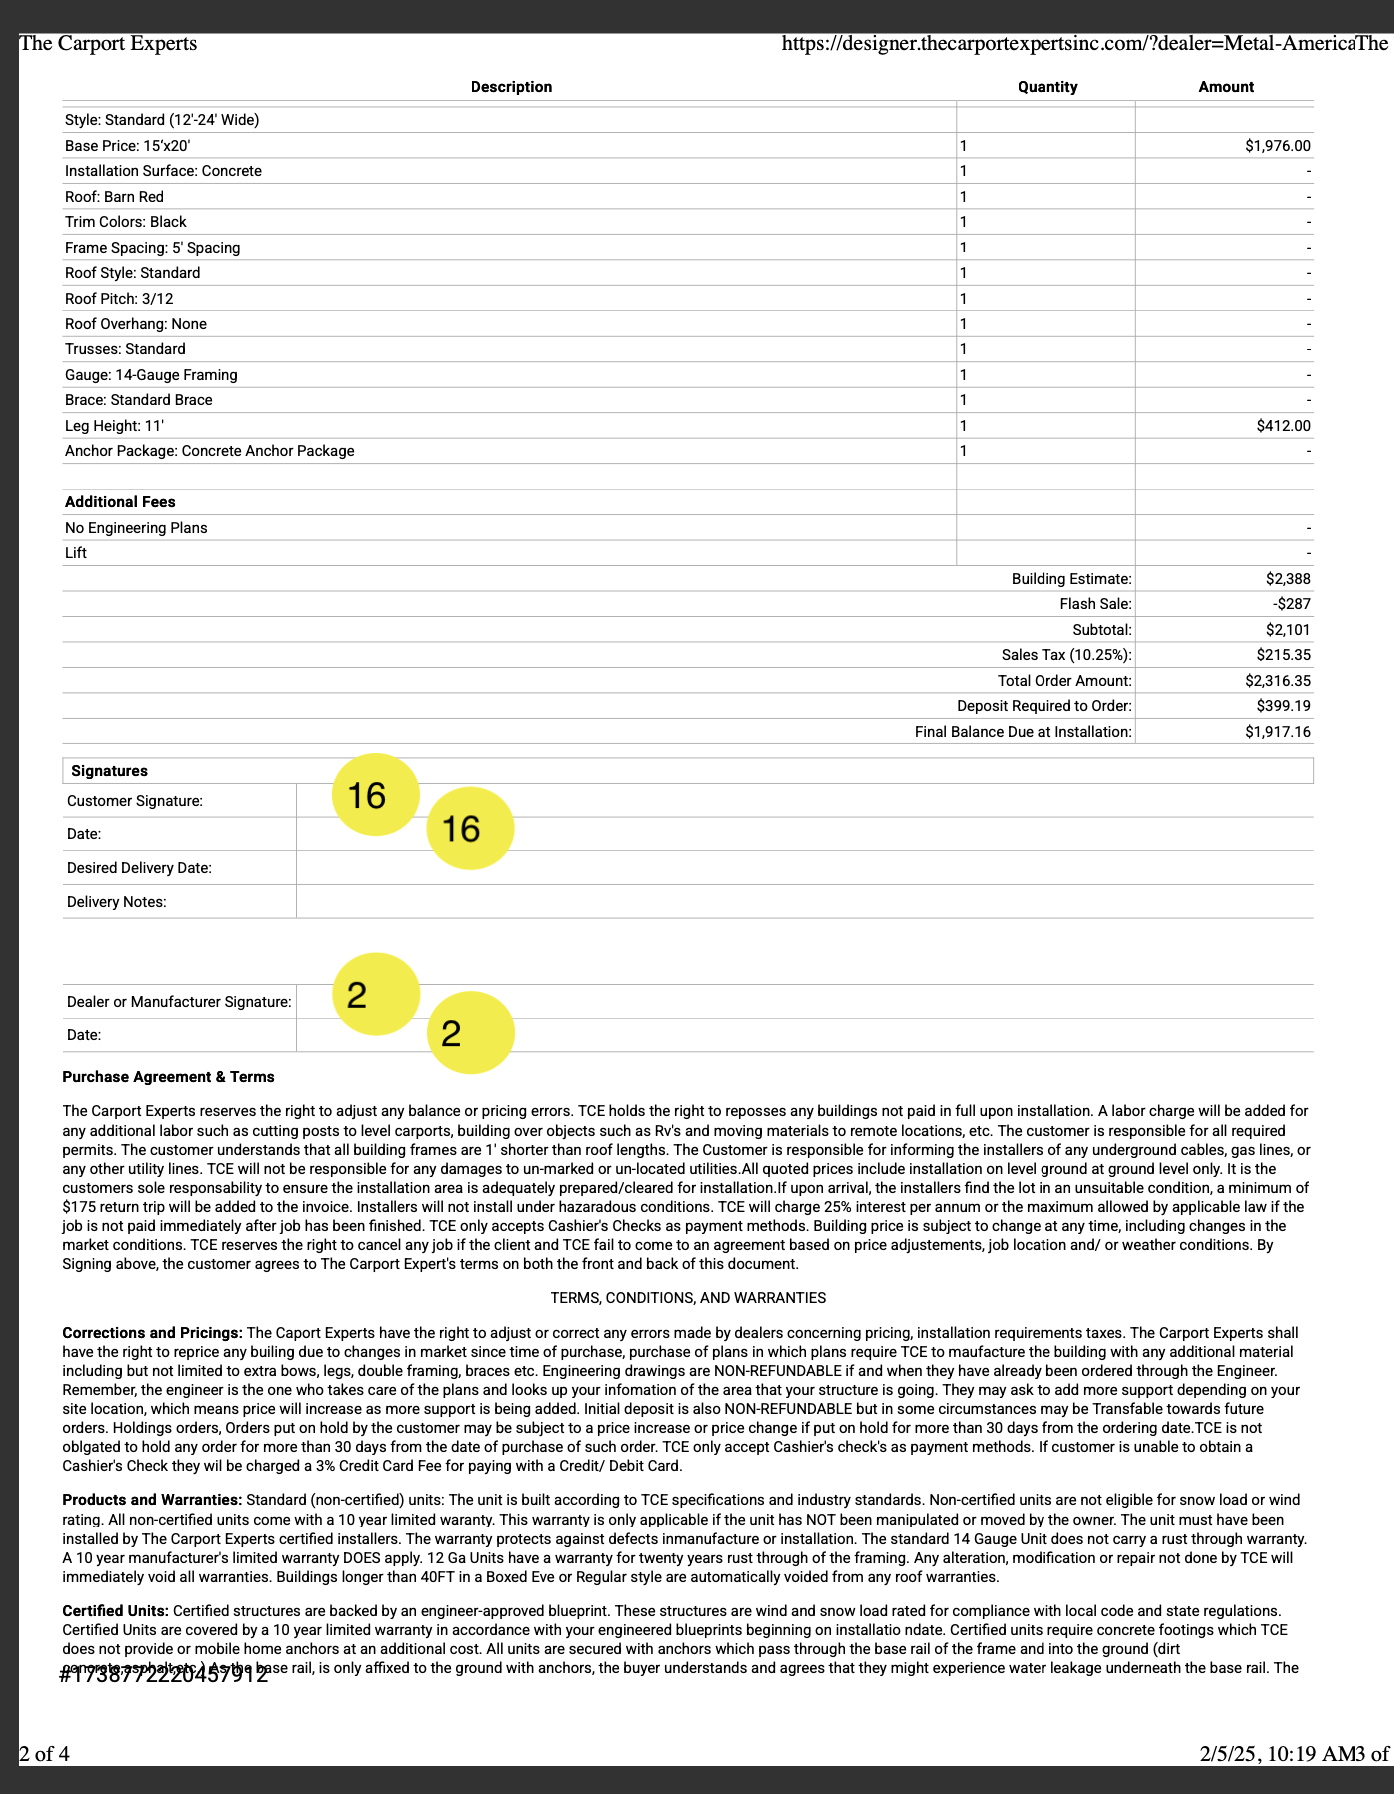 The Carport Experts https://designer.thecarportexpertsinc.com/?dealer=Metal-AmericaThe
Description Quantity Amount
Style: Standard (12'-24' Wide)
Base Price: 15'x20' 1 $1,976.00
Installation Surface: Concrete 1 -
Roof: Barn Red 1 -
Trim Colors: Black 1 -
Frame Spacing: 5' Spacing 1 -
Roof Style: Standard 1 -
Roof Pitch: 3/12 1 -
Roof Overhang: None 1 -
Trusses: Standard 1 -
Gauge: 14-Gauge Framing 1 -
Brace: Standard Brace 1 -
Leg Height: 11' 1 $412.00
Anchor Package: Concrete Anchor Package 1 -
Additional Fees
No Engineering Plans -
Lift -
Building Estimate: $2,388
Flash Sale: -$287
Subtotal: $2,101
Sales Tax (10.25%): $215.35
Total Order Amount: $2,316.35
Deposit Required to Order: $399.19
Final Balance Due at Installation: $1,917.16
Signatures
Customer Signature: 16
Date: 16
Desired Delivery Date:
Delivery Notes:
Dealer or Manufacturer Signature: 2
Date: 2
Purchase Agreement & Terms
The Carport Experts reserves the right to adjust any balance or pricing errors. TCE holds the right to reposses any buildings not paid in full upon installation. A labor charge will be added for
any additional labor such as cutting posts to level carports, building over objects such as Rv's and moving materials to remote locations, etc. The customer is responsible for all required
permits. The customer understands that all building frames are 1' shorter than roof lengths. The Customer is responsible for informing the installers of any underground cables, gas lines, or
any other utility lines. TCE will not be responsible for any damages to un-marked or un-located utilities.All quoted prices include installation on level ground at ground level only. It is the
customers sole responsability to ensure the installation area is adequately prepared/cleared for installation.If upon arrival, the installers find the lot in an unsuitable condition, a minimum of
$175 return trip will be added to the invoice. Installers will not install under hazaradous conditions. TCE will charge 25% interest per annum or the maximum allowed by applicable law if the
job is not paid immediately after job has been finished. TCE only accepts Cashier's Checks as payment methods. Building price is subject to change at any time, including changes in the
market conditions. TCE reserves the right to cancel any job if the client and TCE fail to come to an agreement based on price adjustements, job location and/ or weather conditions. By
Signing above, the customer agrees to The Carport Expert's terms on both the front and back of this document.
TERMS, CONDITIONS, AND WARRANTIES
Corrections and Pricings: The Caport Experts have the right to adjust or correct any errors made by dealers concerning pricing, installation requirements taxes. The Carport Experts shall
have the right to reprice any builing due to changes in market since time of purchase, purchase of plans in which plans require TCE to maufacture the building with any additional material
including but not limited to extra bows, legs, double framing, braces etc. Engineering drawings are NON-REFUNDABLE if and when they have already been ordered through the Engineer.
Remember, the engineer is the one who takes care of the plans and looks up your infomation of the area that your structure is going. They may ask to add more support depending on your
site location, which means price will increase as more support is being added. Initial deposit is also NON-REFUNDABLE but in some circumstances may be Transfable towards future
orders. Holdings orders, Orders put on hold by the customer may be subject to a price increase or price change if put on hold for more than 30 days from the ordering date.TCE is not
oblgated to hold any order for more than 30 days from the date of purchase of such order. TCE only accept Cashier's check's as payment methods. If customer is unable to obtain a
Cashier's Check they wil be charged a 3% Credit Card Fee for paying with a Credit/ Debit Card.
Products and Warranties: Standard (non-certified) units: The unit is built according to TCE specifications and industry standards. Non-certified units are not eligible for snow load or wind
rating. All non-certified units come with a 10 year limited waranty. This warranty is only applicable if the unit has NOT been manipulated or moved by the owner. The unit must have been
installed by The Carport Experts certified installers. The warranty protects against defects inmanufacture or installation. The standard 14 Gauge Unit does not carry a rust through warranty.
A 10 year manufacturer's limited warranty DOES apply. 12 Ga Units have a warranty for twenty years rust through of the framing. Any alteration, modification or repair not done by TCE will
immediately void all warranties. Buildings longer than 40FT in a Boxed Eve or Regular style are automatically voided from any roof warranties.
Certified Units: Certified structures are backed by an engineer-approved blueprint. These structures are wind and snow load rated for compliance with local code and state regulations.
Certified Units are covered by a 10 year limited warranty in accordance with your engineered blueprints beginning on installatio ndate. Certified units require concrete footings which TCE
does not provide or mobile home anchors at an additional cost. All units are secured with anchors which pass through the base rail of the frame and into the ground (dirt
concrete,asphalt,etc.) As the base rail, is only affixed to the ground with anchors, the buyer understands and agrees that they might experience water leakage underneath the base rail. The
#1738772220457912
2 of 4 2/5/25, 10:19 AM3 of